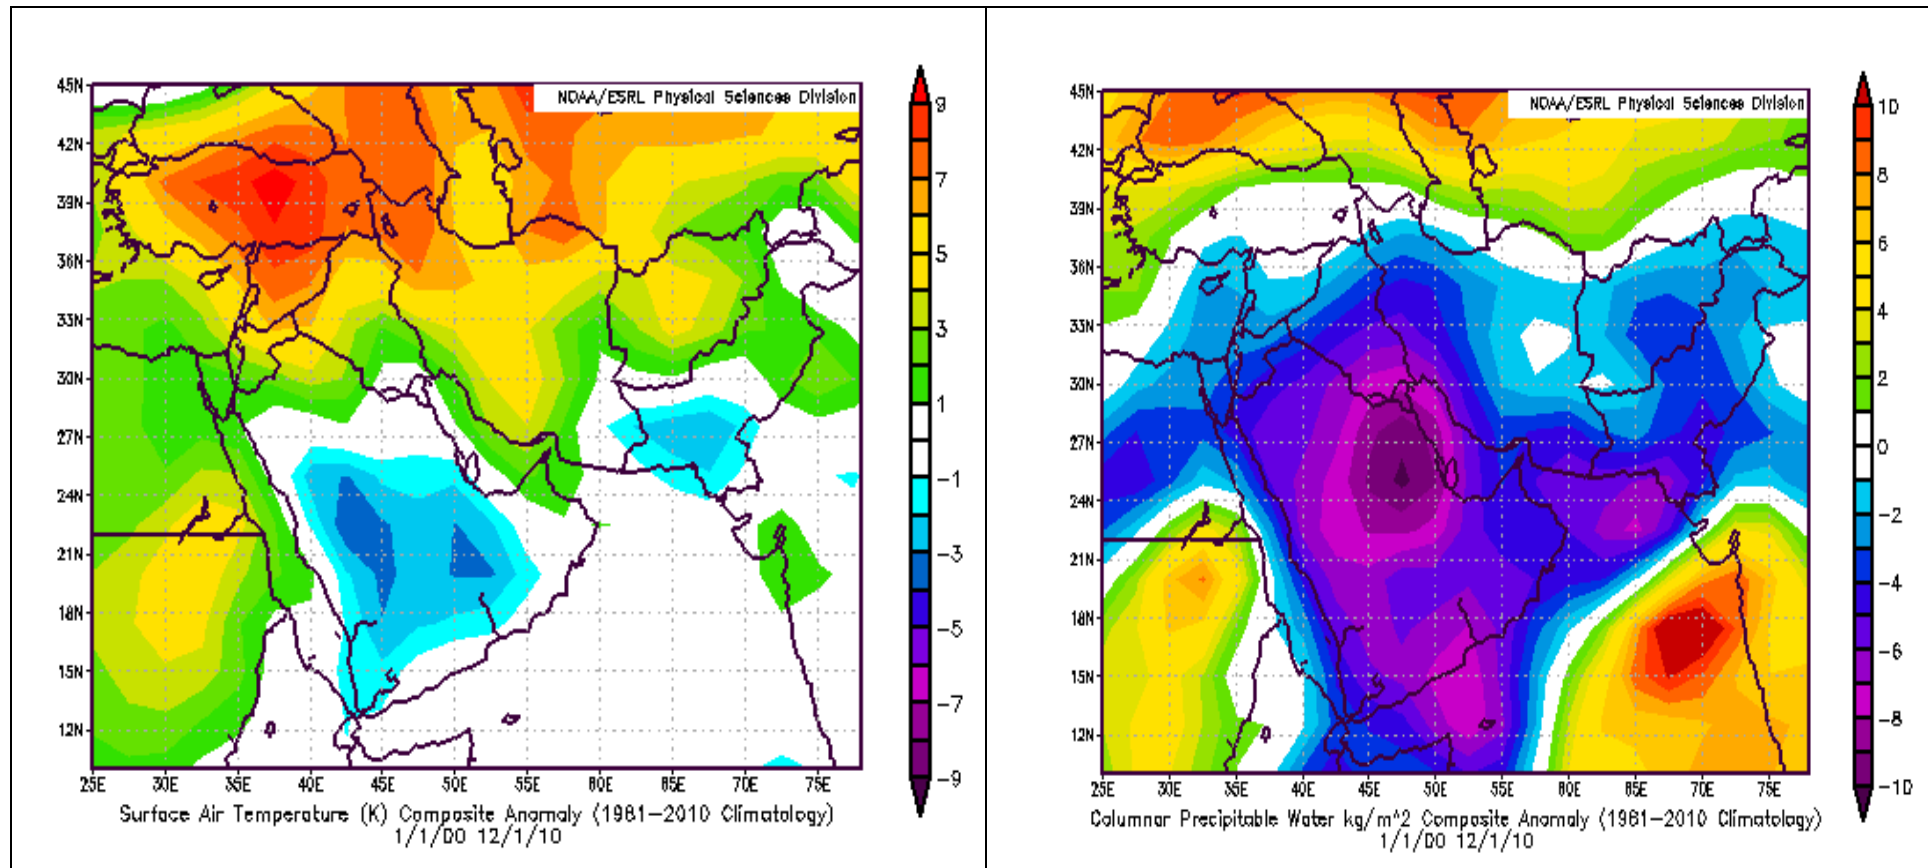 NOAA/ESRL Physical Sciences Division
45N
42N
39N
36N
33N
30N
27N
24N
21N
18N
15N
12N
25E 30E 35E 40E 45E 50E 55E 60E 65E 70E 75E
9
7
5
3
1
-1
-3
-5
-7
-9
Surface Air Temperature (K) Composite Anomaly (1981-2010 Climatology)
1/1/00 12/1/10
NOAA/ESRL Physical Sciences Division
45N
42N
39N
36N
33N
30N
27N
24N
21N
18N
15N
12N
25E 30E 35E 40E 45E 50E 55E 60E 65E 70E 75E
10
8
6
4
2
0
-2
-4
-6
-8
-10
Columnar Precipitable Water kg/m^2 Composite Anomaly (1981-2010 Climatology)
1/1/00 12/1/10